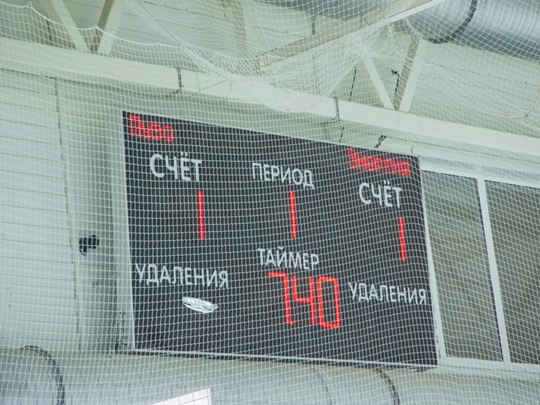 СЧЁТ ПЕРИОД СЧЁТ
1 1 1
ТАЙМЕР
УДАЛЕНИЯ 740 УДАЛЕНИЯ